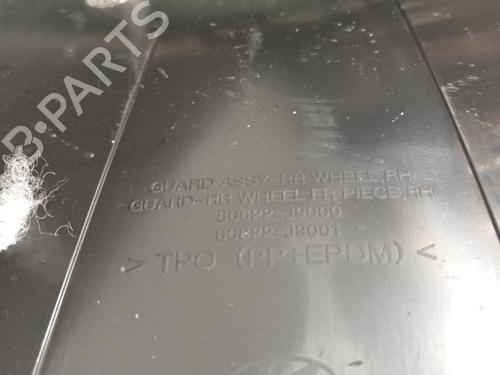 B-PARTS
GUARD ASSY-RR WHEEL,RH
GUARD-RR WHEEL FR PIECE,RH
86822-J9000
86822-J9001
> TPO-(PP+EPDM) <